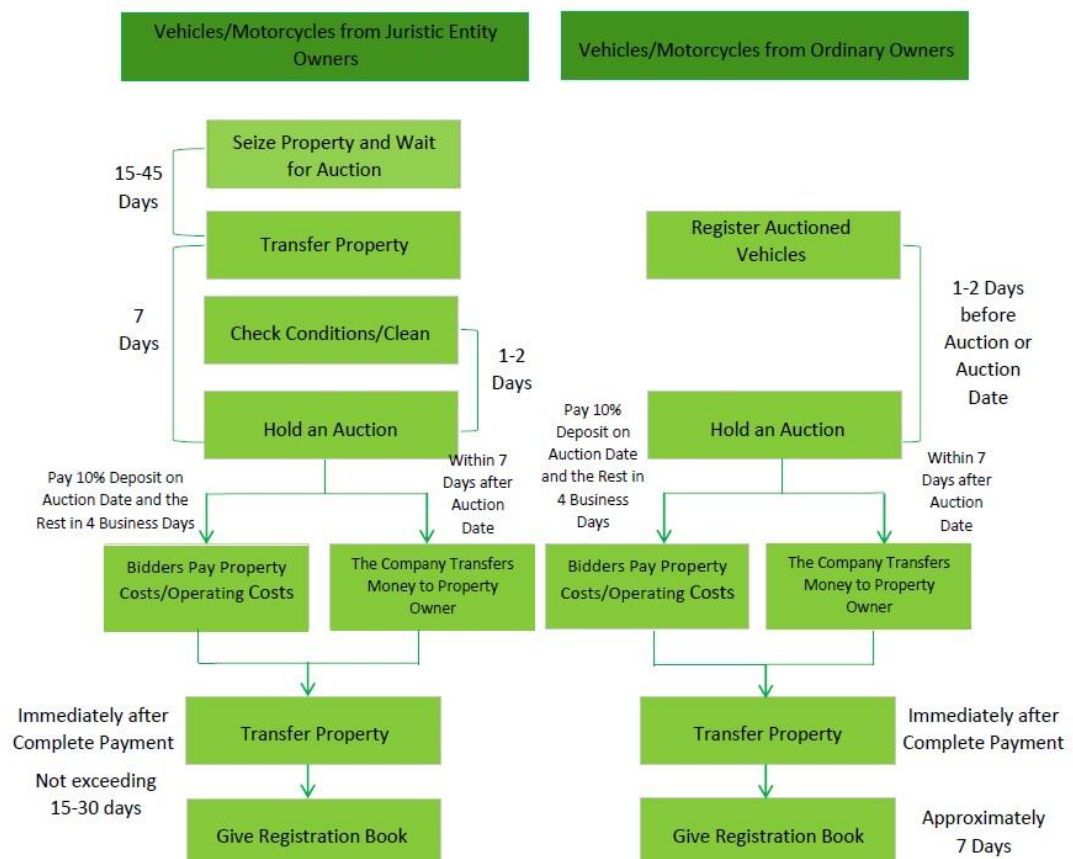 Vehicles/Motorcycles from Juristic Entity
Owners
Vehicles/Motorcycles from Ordinary Owners
Seize Property and Wait
for Auction
15-45
Days
Transfer Property
Register Auctioned
Vehicles
7
Days
Check Conditions/Clean
1-2
Days
1-2 Days
before
Auction or
Auction
Date
Hold an Auction
Hold an Auction
Pay 10% Deposit on
Auction Date and the
Rest in 4 Business Days
Within 7
Days after
Auction
Date
Pay 10%
Deposit on
Auction Date
and the Rest in
4 Business
Days
Within 7
Days after
Auction
Date
Bidders Pay Property
Costs/Operating Costs
The Company Transfers
Money to Property
Owner
Bidders Pay Property
Costs/Operating Costs
The Company Transfers
Money to Property
Owner
Immediately after
Complete Payment
Transfer Property
Transfer Property
Immediately after
Complete Payment
Not exceeding
15-30 days
Give Registration Book
Give Registration Book
Approximately
7 Days